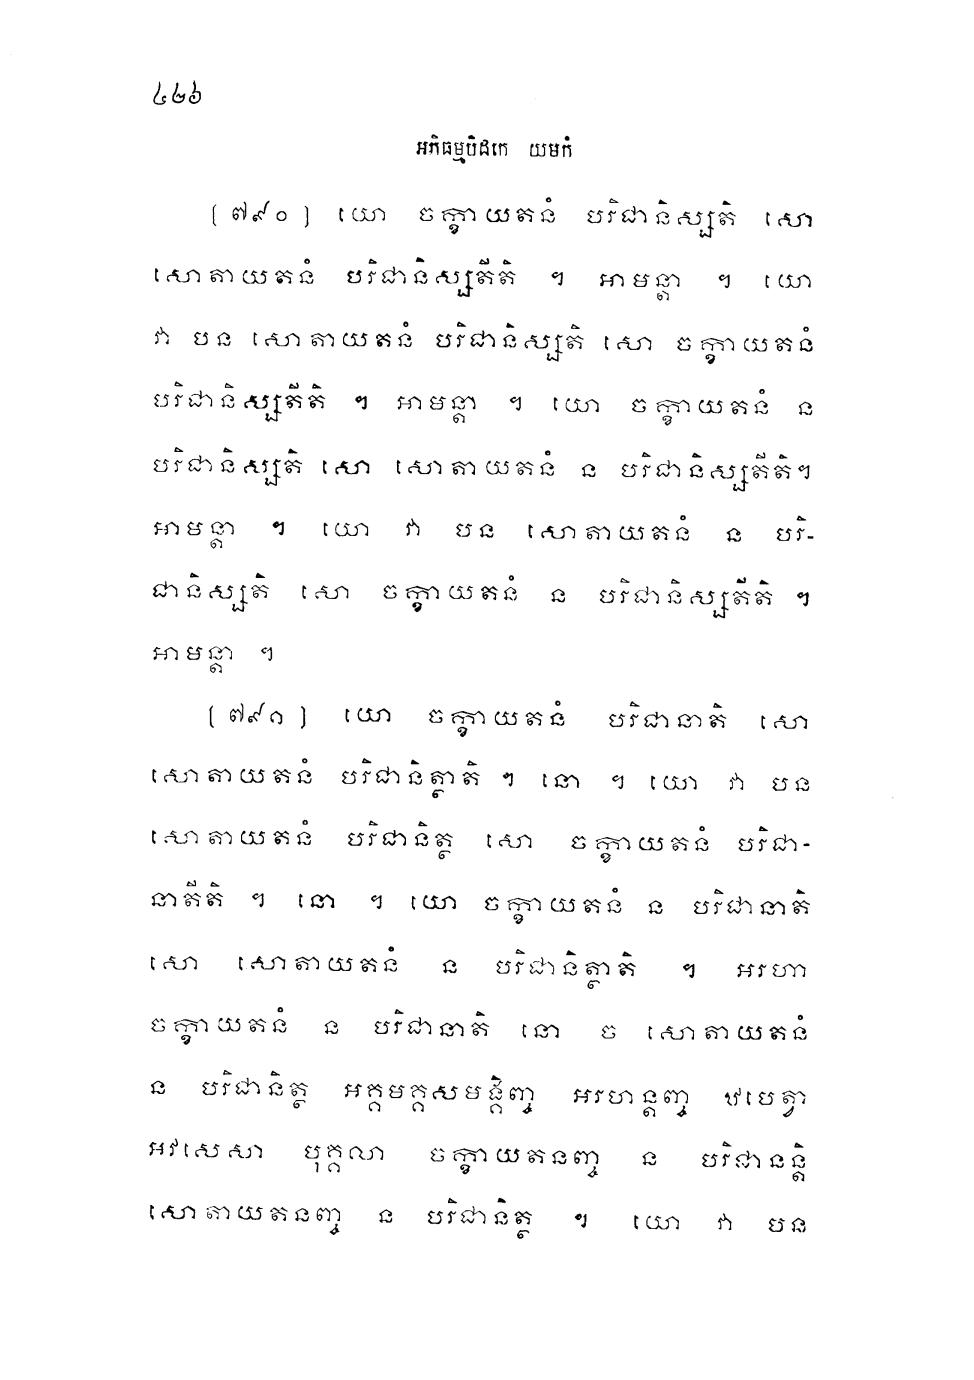 ៤២៦
អភិធម្មបិដកេ យមកំ
(៧៩០) យោ ចក្ខាយតនំ បរិជានិស្សតិ សោ
សោតាយតនំ បរិជានិស្សតីតិ ។ អាមន្តា ។ យោ
វា បន សោតាយតនំ បរិជានិស្សតិ សោ ចក្ខាយតនំ
បរិជានិស្សតីតិ ។ អាមន្តា ។ យោ ចក្ខាយតនំ ន
បរិជានិស្សតិ សោ សោតាយតនំ ន បរិជានិស្សតីតិ។
អាមន្តា ។ យោ វា បន សោតាយតនំ ន បរិ-
ជានិស្សតិ សោ ចក្ខាយតនំ ន បរិជានិស្សតីតិ ។
អាមន្តា ។
(៧៩១) យោ ចក្ខាយតនំ បរិជានាតិ សោ
សោតាយតនំ បរិជានិត្ថាតិ ។ នោ ។ យោ វា បន
សោតាយតនំ បរិជានិត្ថ សោ ចក្ខាយតនំ បរិជា-
នាតីតិ ។ នោ ។ យោ ចក្ខាយតនំ ន បរិជានាតិ
សោ សោតាយតនំ ន បរិជានិត្ថាតិ ។ អរហា
ចក្ខាយតនំ ន បរិជានាតិ នោ ច សោតាយតនំ
ន បរិជានិត្ថ អគ្គមគ្គសមង្គិញ្ច អរហន្តញ្ច ឋបេត្វា
អវសេសា បុគ្គលា ចក្ខាយតនញ្ច ន បរិជានន្តិ
សោតាយតនញ្ច ន បរិជានិត្ថ ។ យោ វា បន